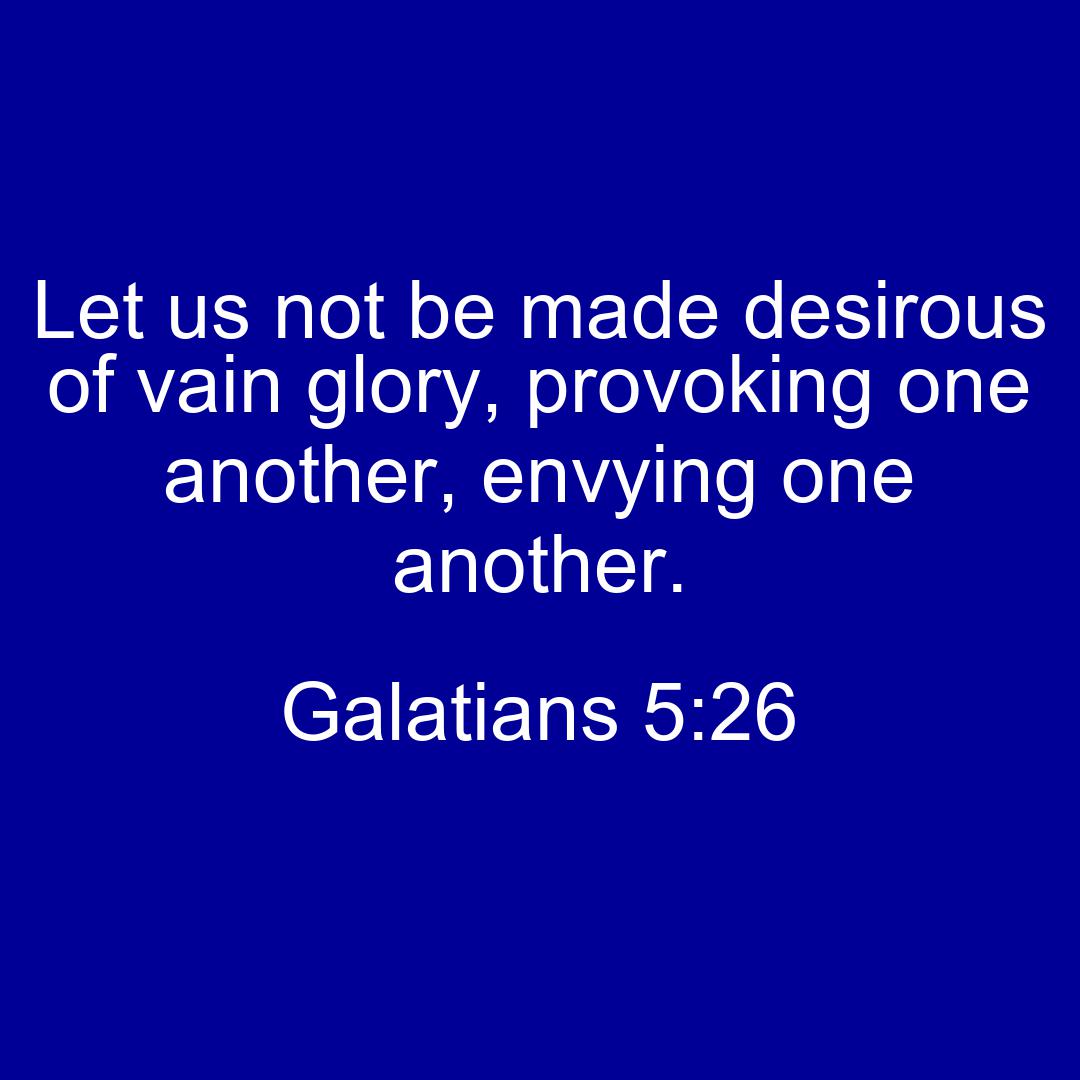 Let us not be made desirous
of vain glory, provoking one
another, envying one
another.
Galatians 5:26